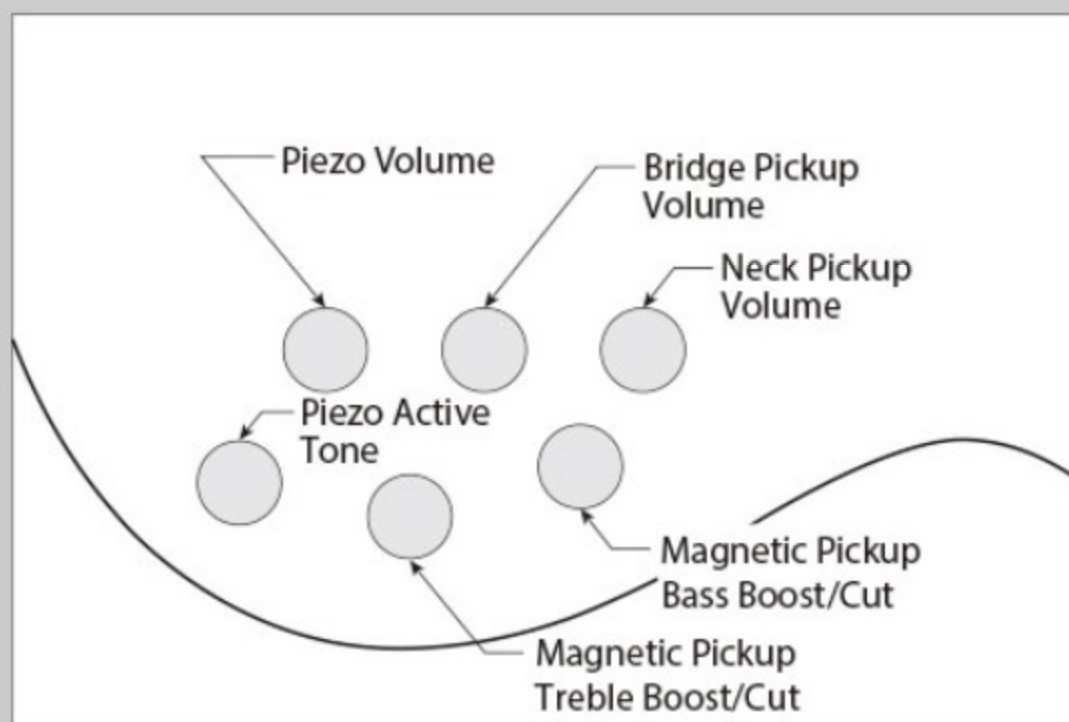 Piezo Volume
Bridge Pickup
Volume
Neck Pickup
Volume
Piezo Active
Tone
Magnetic Pickup
Bass Boost/Cut
Magnetic Pickup
Treble Boost/Cut